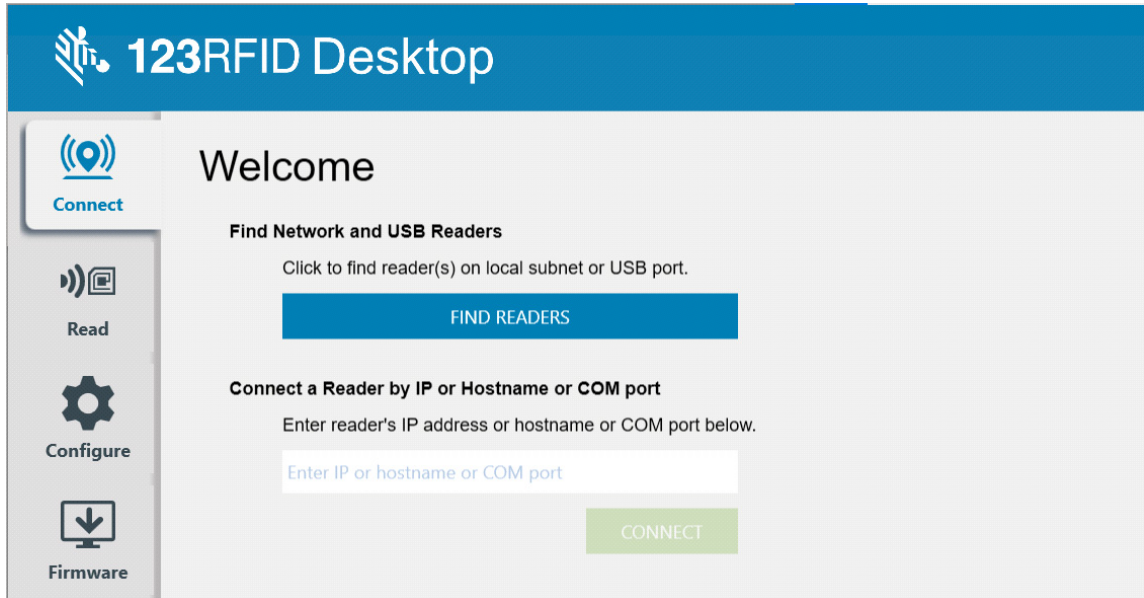 123RFID Desktop
Connect
Read
Configure
Firmware
Welcome
Find Network and USB Readers
Click to find reader(s) on local subnet or USB port.
FIND READERS
Connect a Reader by IP or Hostname or COM port
Enter reader's IP address or hostname or COM port below.
Enter IP or hostname or COM port
CONNECT